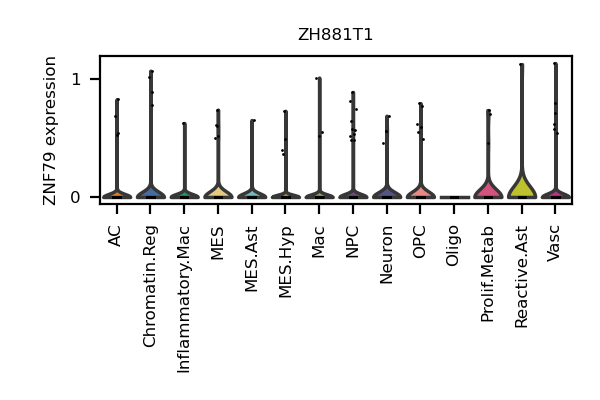 ZH881T1
ZNF79 expression
1
0
AC
Chromatin.Reg
Inflammatory.Mac
MES
MES.Ast
MES.Hyp
Mac
NPC
Neuron
OPC
Oligo
Prolif.Metab
Reactive.Ast
Vasc